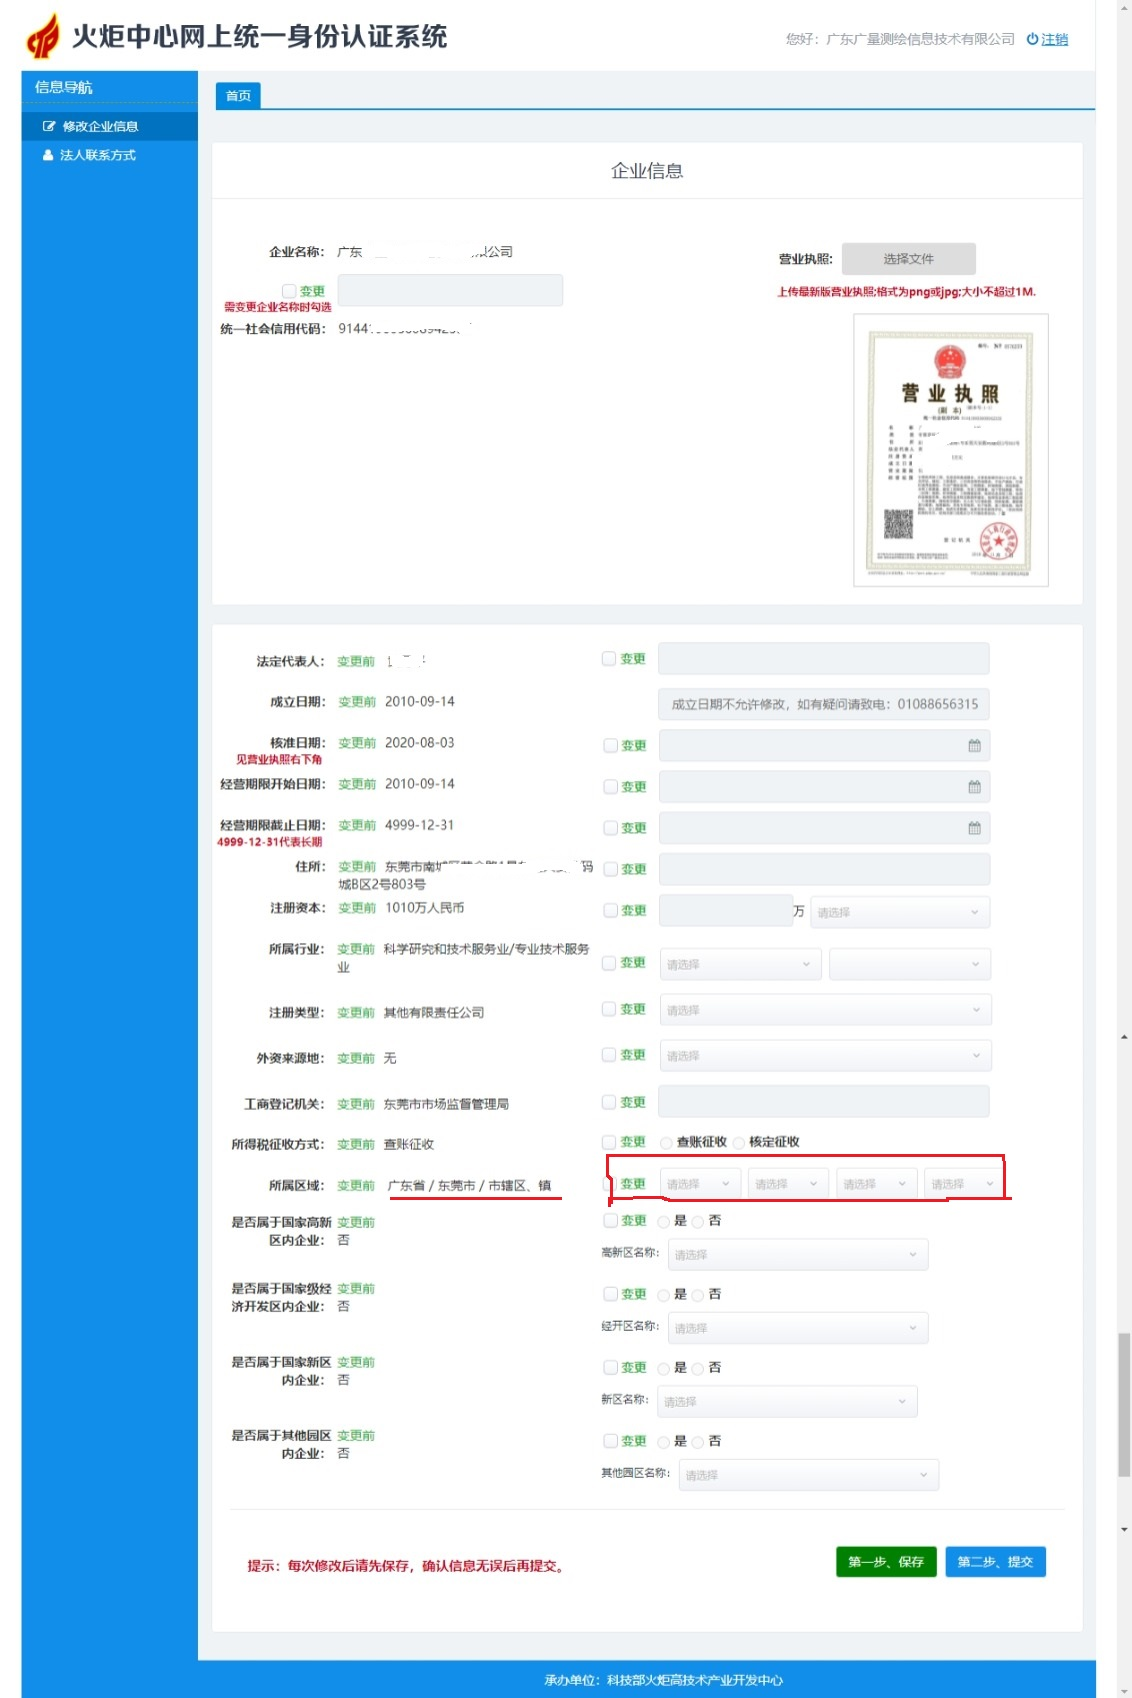 火炬中心网上统一身份认证系统
您好：广东广量测绘信息技术有限公司 注销
信息导航
修改企业信息
法人联系方式
首页
企业信息
企业名称： 广东 限公司
变更
需变更企业名称时勾选
统一社会信用代码：
营业执照: 选择文件
上传最新版营业执照;格式为png或jpg;大小不超过1M.
营业执照
(副 本)
法定代表人： 变更前 变更
成立日期： 变更前 2010-09-14 成立日期不允许修改，如有疑问请致电：01088656315
核准日期： 变更前 2020-08-03 变更
见营业执照右下角
经营期限开始日期： 变更前 2010-09-14 变更
经营期限截止日期： 变更前 4999-12-31 变更
4999-12-31代表长期
住所： 变更前 东莞市南 码 变更
城B区2号803号
注册资本： 变更前 1010万人民币 变更 万 请选择
所属行业： 变更前 科学研究和技术服务业/专业技术服务 变更 请选择
业
注册类型： 变更前 其他有限责任公司 变更 请选择
外资来源地： 变更前 无 变更 请选择
工商登记机关： 变更前 东莞市市场监督管理局 变更
所得税征收方式： 变更前 查账征收 变更 查账征收 核定征收
所属区域： 变更前 广东省 / 东莞市 / 市辖区、镇 变更 请选择 请选择 请选择 请选择
是否属于国家高新 变更前 变更 是 否
区内企业： 否 高新区名称： 请选择
是否属于国家级经 变更前 变更 是 否
济开发区内企业： 否 经开区名称： 请选择
是否属于国家新区 变更前 变更 是 否
内企业： 否 新区名称： 请选择
是否属于其他园区 变更前 变更 是 否
内企业： 否 其他园区名称： 请选择
提示：每次修改后请先保存，确认信息无误后再提交。
第一步、保存 第二步、提交
承办单位：科技部火炬高技术产业开发中心